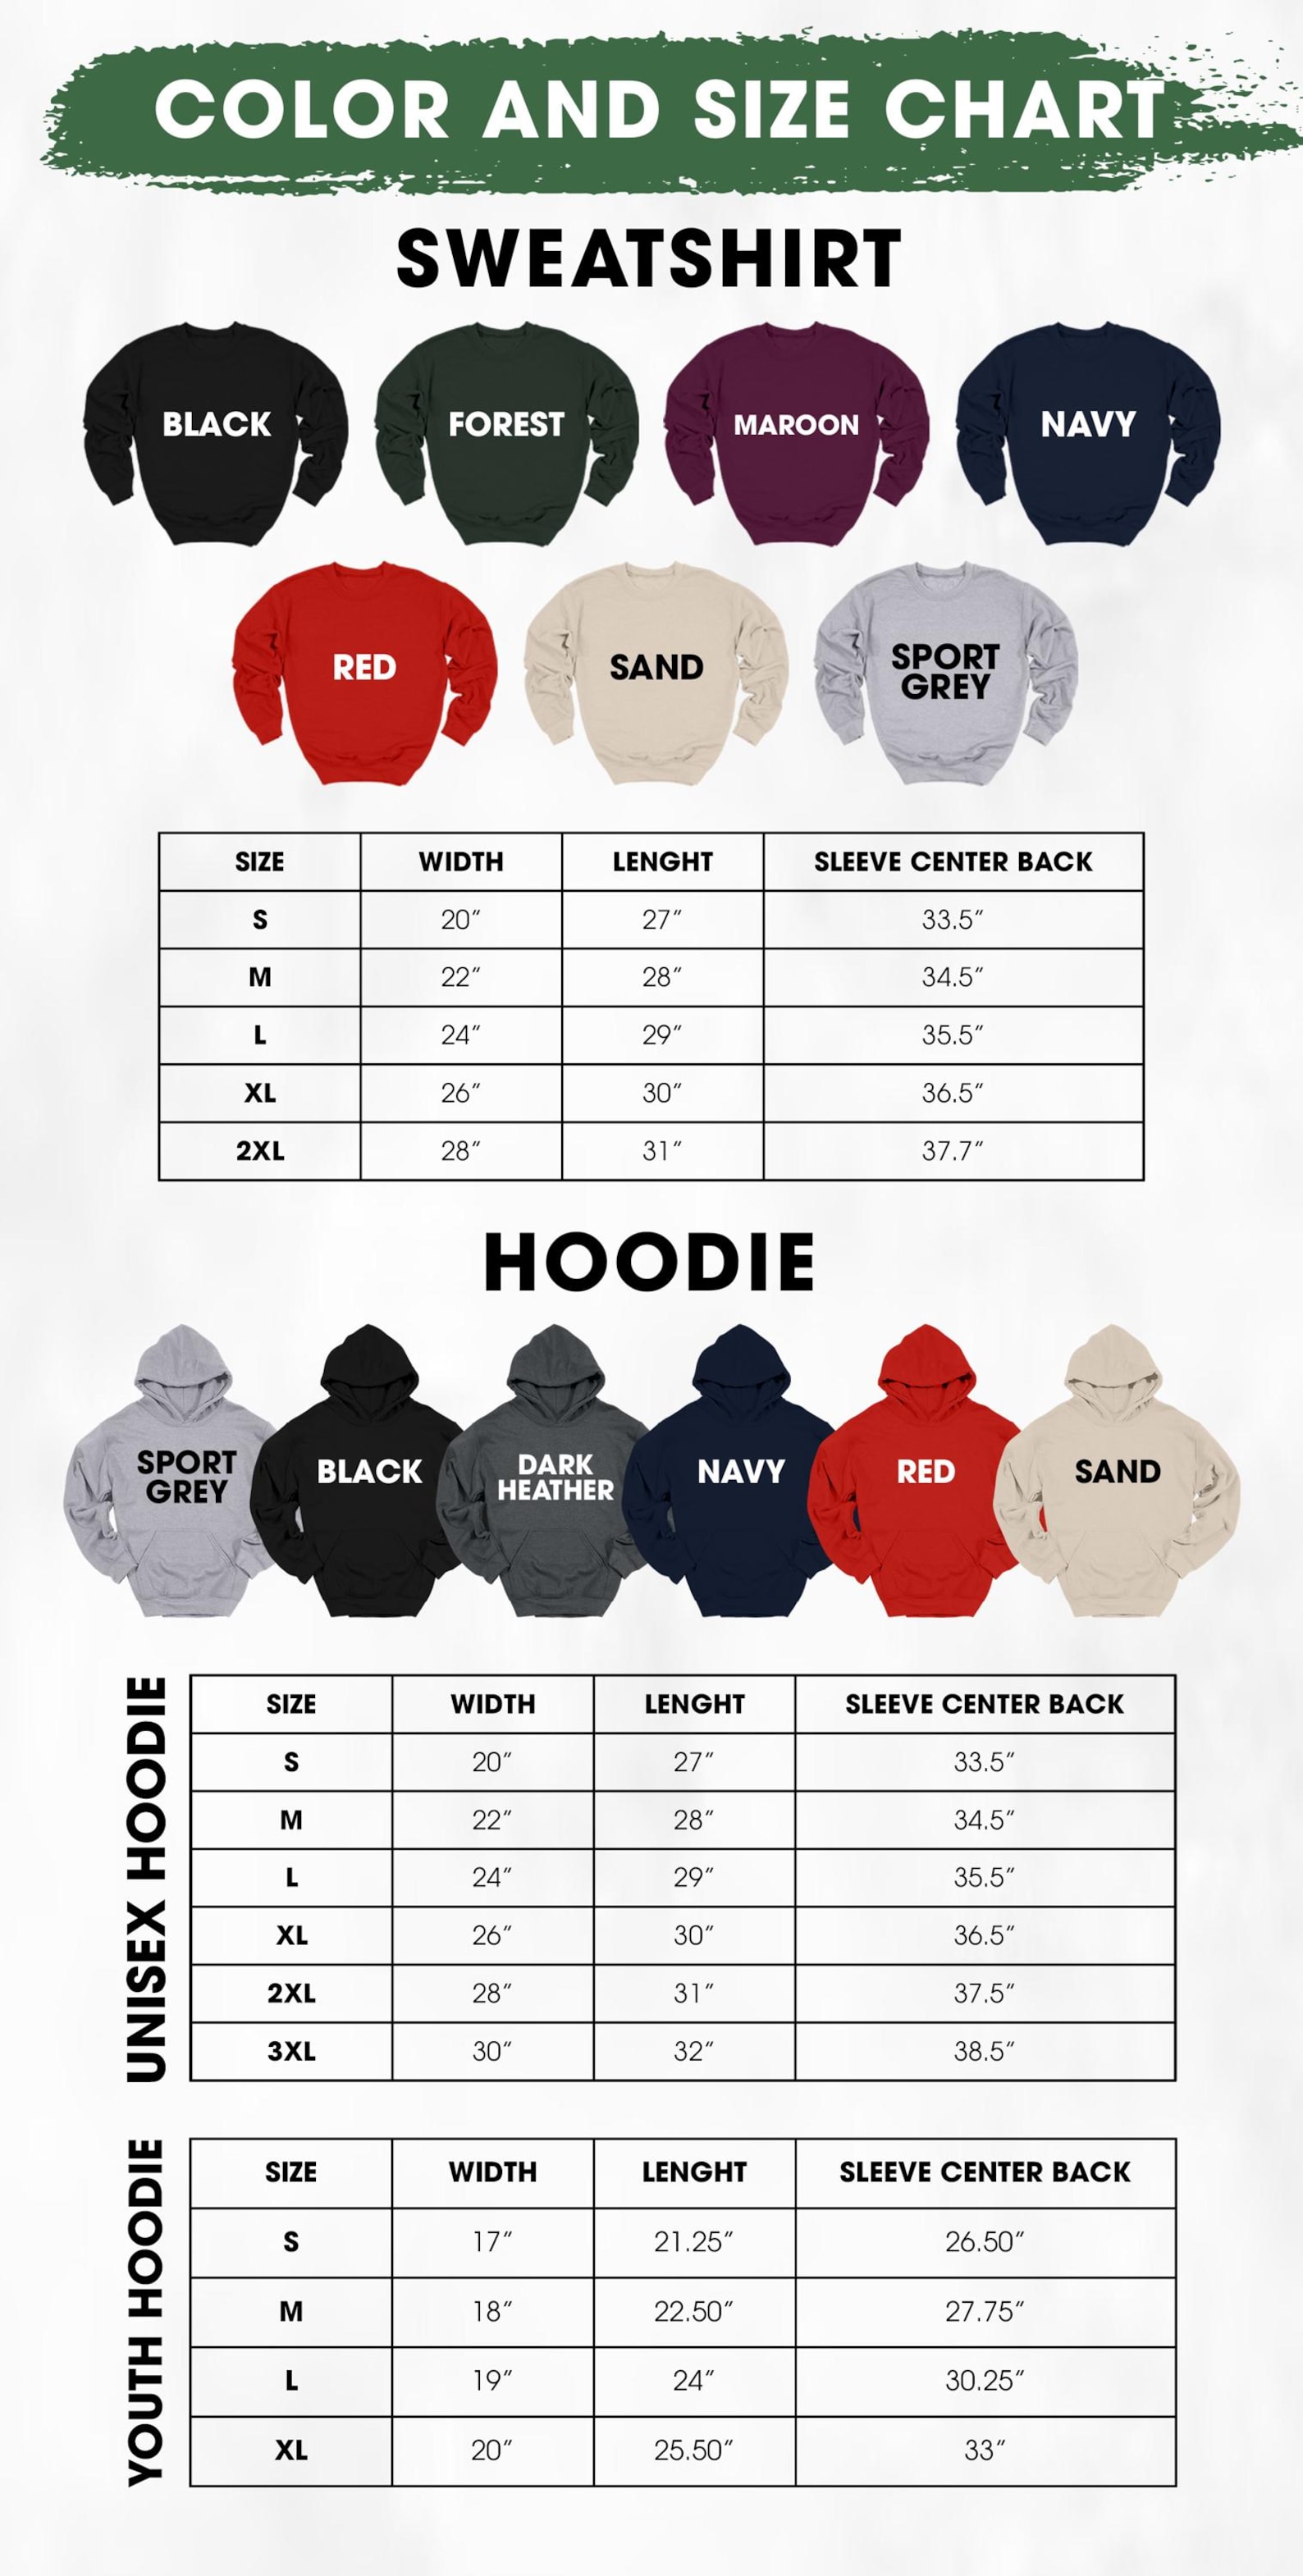 COLOR AND SIZE CHART
SWEATSHIRT
BLACK
FOREST
MAROON
NAVY
RED
SAND
SPORT
GREY
SIZE WIDTH LENGHT SLEEVE CENTER BACK
S 20″ 27″ 33.5″
M 22″ 28″ 34.5″
L 24″ 29″ 35.5″
XL 26″ 30″ 36.5″
2XL 28″ 31″ 37.7″
HOODIE
SPORT
GREY
BLACK
DARK
HEATHER
NAVY
RED
SAND
UNISEX HOODIE
SIZE WIDTH LENGHT SLEEVE CENTER BACK
S 20″ 27″ 33.5″
M 22″ 28″ 34.5″
L 24″ 29″ 35.5″
XL 26″ 30″ 36.5″
2XL 28″ 31″ 37.5″
3XL 30″ 32″ 38.5″
YOUTH HOODIE
SIZE WIDTH LENGHT SLEEVE CENTER BACK
S 17″ 21.25″ 26.50″
M 18″ 22.50″ 27.75″
L 19″ 24″ 30.25″
XL 20″ 25.50″ 33″